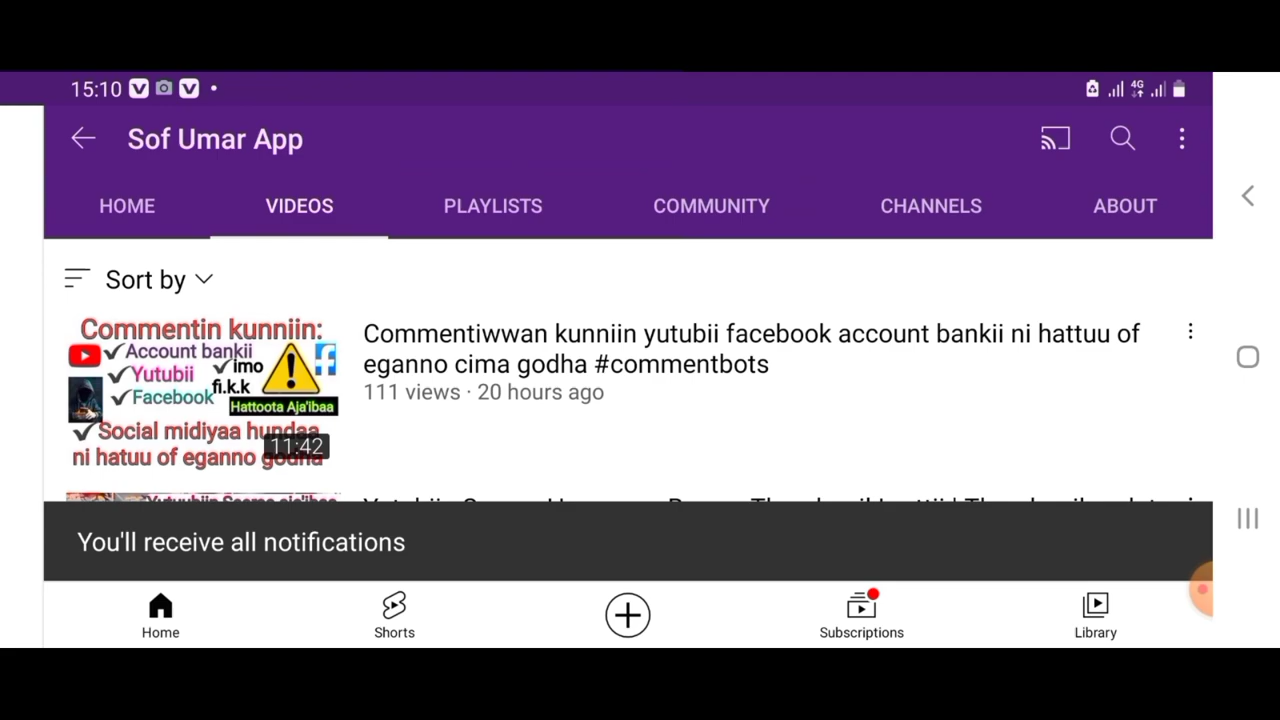 15:10
4G
Sof Umar App
HOME VIDEOS PLAYLISTS COMMUNITY CHANNELS ABOUT
Sort by
Commentin kunniin:
Account bankii
Yutubii
imo
fi.k.k
Facebook
Hattoota Aja'ibaa
Social midiyaa hundaa
ni hatuu of eganno godha
11:42
Commentiwwan kunniin yutubii facebook account bankii ni hattuu of
eganno cima godha #commentbots
111 views · 20 hours ago
You'll receive all notifications
Home Shorts Subscriptions Library